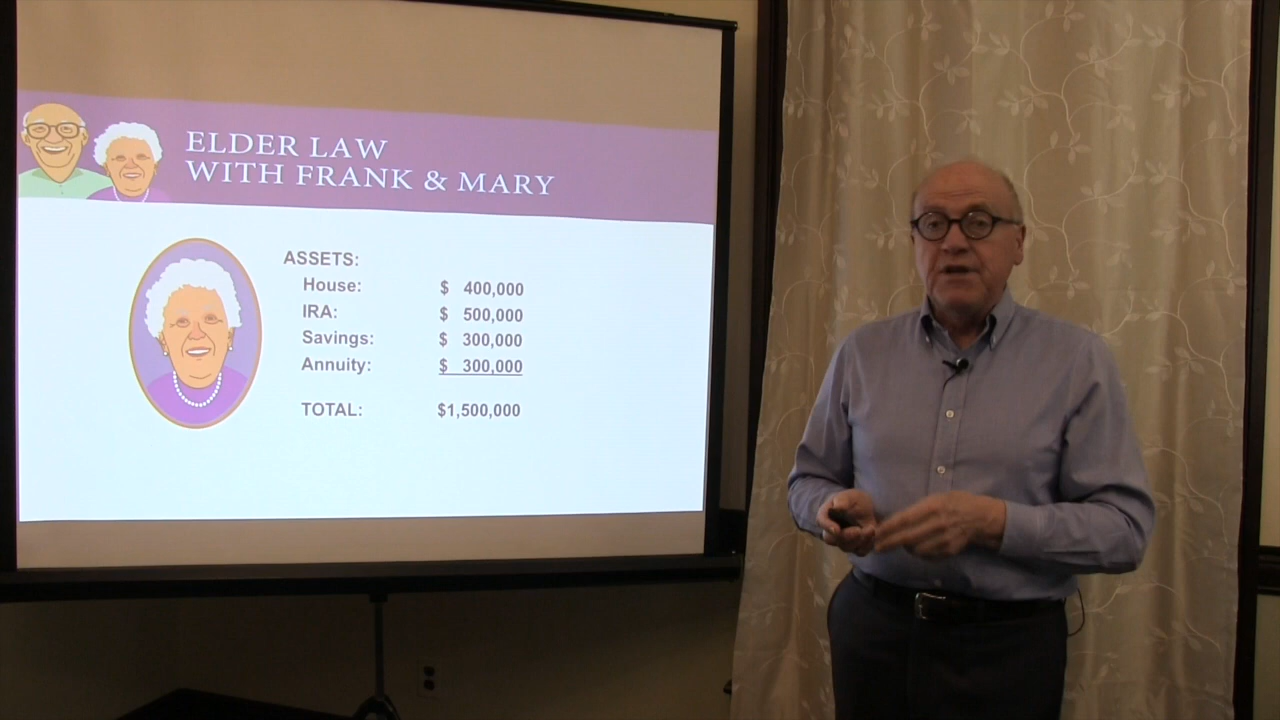 ELDER LAW
WITH FRANK & MARY
ASSETS:
House: $ 400,000
IRA: $ 500,000
Savings: $ 300,000
Annuity: $ 300,000
TOTAL: $1,500,000